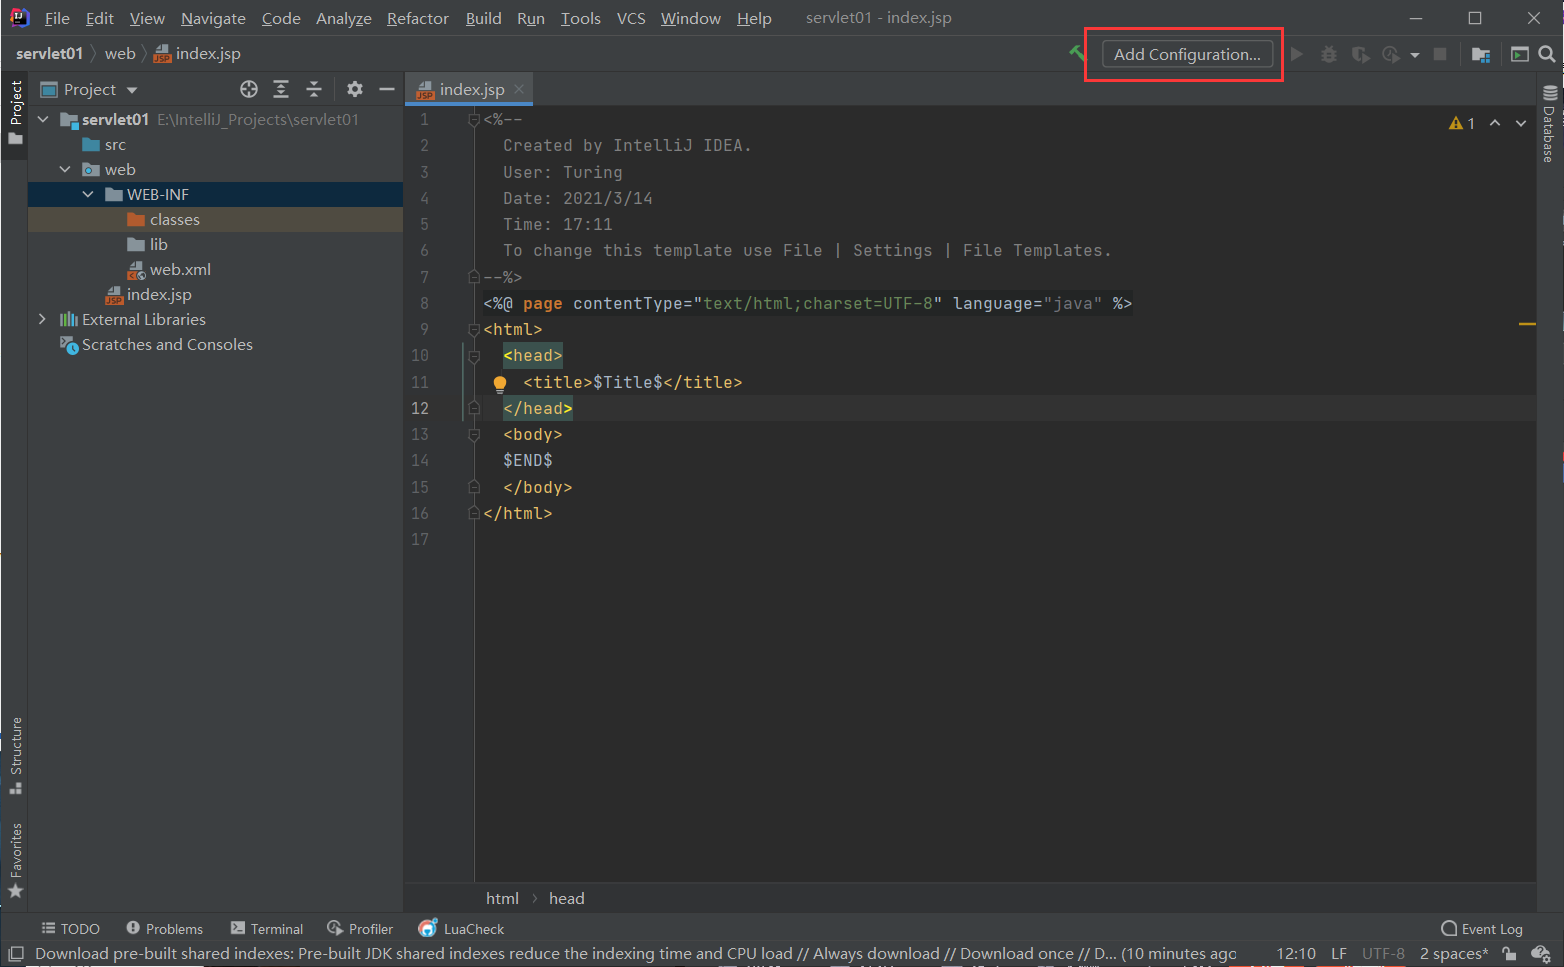 File Edit View Navigate Code Analyze Refactor Build Run Tools VCS Window Help servlet01 - index.jsp
servlet01 web index.jsp
Add Configuration...
Project
index.jsp
servlet01 E:\IntelliJ_Projects\servlet01
src
web
WEB-INF
classes
lib
web.xml
index.jsp
External Libraries
Scratches and Consoles
Project
Structure
Favorites
Database
1
1 <%--
2 Created by IntelliJ IDEA.
3 User: Turing
4 Date: 2021/3/14
5 Time: 17:11
6 To change this template use File | Settings | File Templates.
7 --%>
8 <%@ page contentType="text/html;charset=UTF-8" language="java" %>
9 <html>
10 <head>
11 <title>$Title$</title>
12 </head>
13 <body>
14 $END$
15 </body>
16 </html>
17
html head
TODO Problems Terminal Profiler LuaCheck Event Log
Download pre-built shared indexes: Pre-built JDK shared indexes reduce the indexing time and CPU load // Always download // Download once // D... (10 minutes ago 12:10 LF UTF-8 2 spaces*